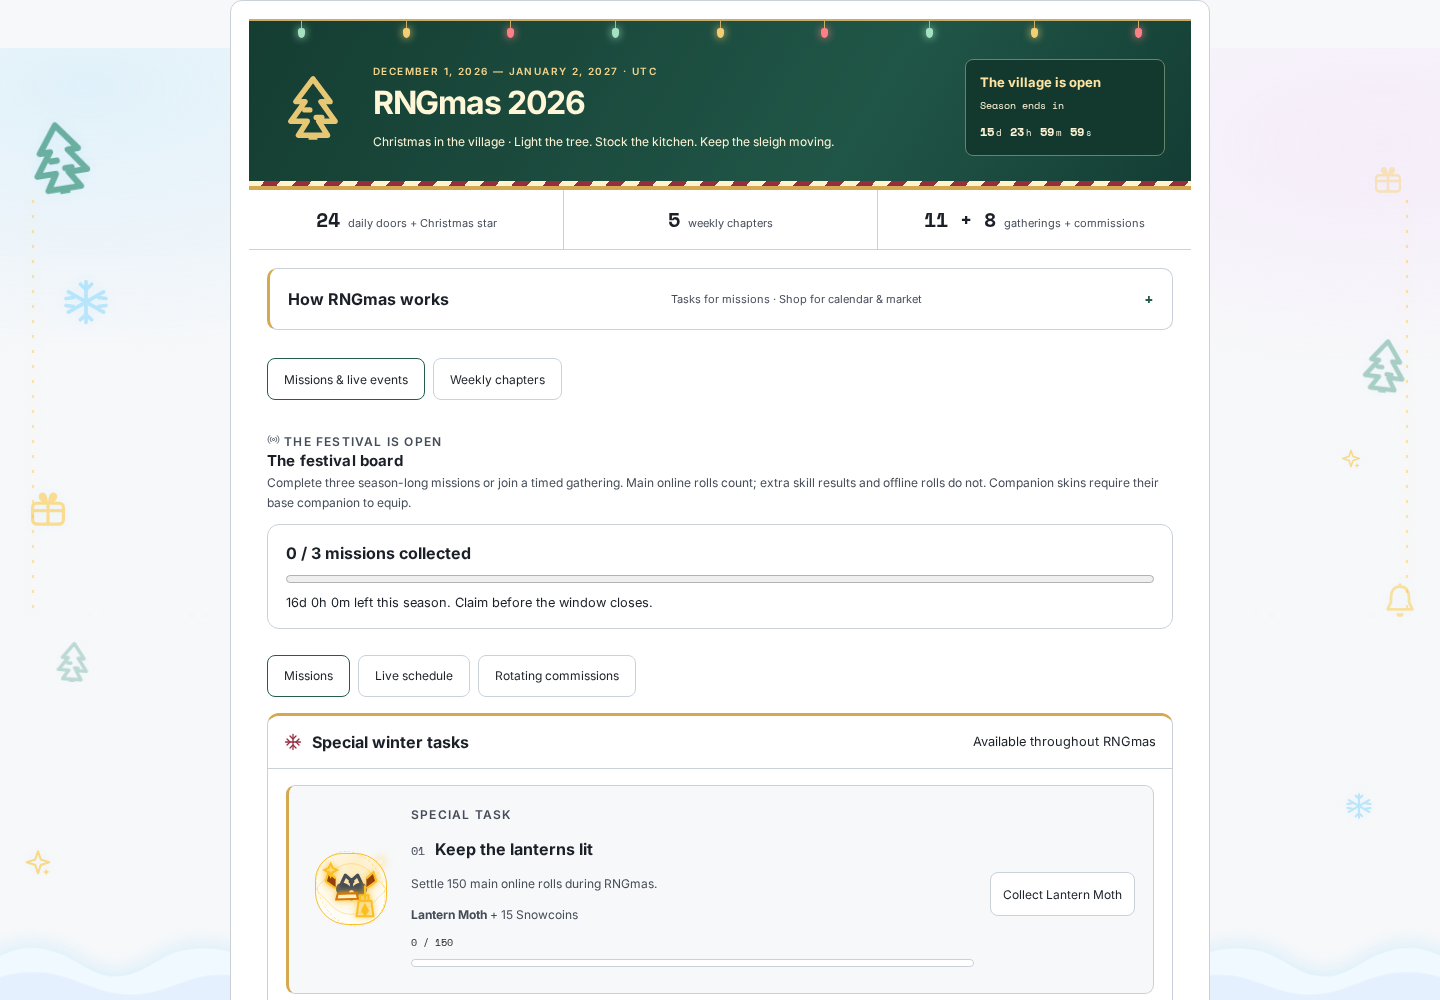 DECEMBER 1, 2026 — JANUARY 2, 2027 · UTC
RNGmas 2026
Christmas in the village · Light the tree. Stock the kitchen. Keep the sleigh moving.
The village is open
Season ends in
15d 23h 59m 59s
24 daily doors + Christmas star
5 weekly chapters
11 + 8 gatherings + commissions
How RNGmas works
Tasks for missions · Shop for calendar & market
+
Missions & live events
Weekly chapters
THE FESTIVAL IS OPEN
The festival board
Complete three season-long missions or join a timed gathering. Main online rolls count; extra skill results and offline rolls do not. Companion skins require their
base companion to equip.
0 / 3 missions collected
16d 0h 0m left this season. Claim before the window closes.
Missions
Live schedule
Rotating commissions
Special winter tasks
Available throughout RNGmas
SPECIAL TASK
01 Keep the lanterns lit
Settle 150 main online rolls during RNGmas.
Lantern Moth + 15 Snowcoins
0 / 150
Collect Lantern Moth